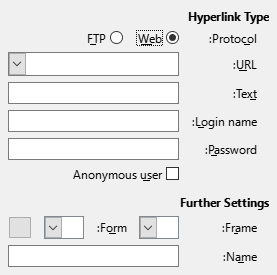 Hyperlink Type
Protocol: Web FTP
URL:
Text:
Login name:
Password:
Anonymous user
Further Settings
Frame: Form:
Name: